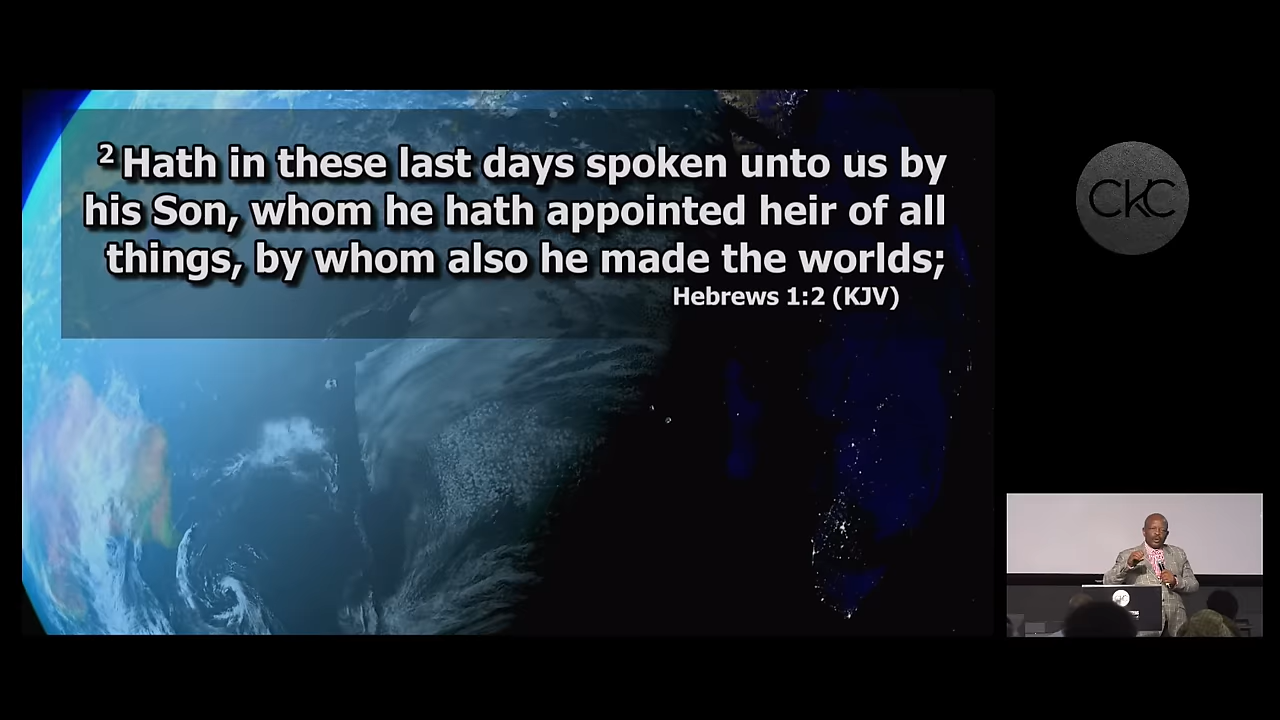 2 Hath in these last days spoken unto us by
his Son, whom he hath appointed heir of all
things, by whom also he made the worlds;
Hebrews 1:2 (KJV)
CKC